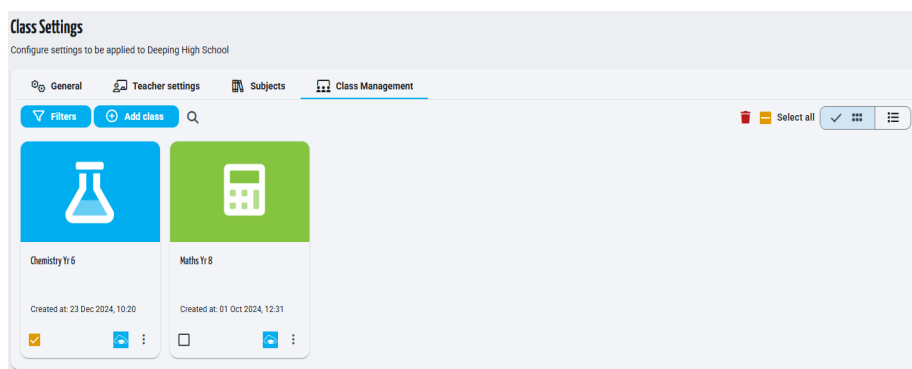 Class Settings
Configure settings to be applied to Deeping High School
General Teacher settings Subjects Class Management
Filters Add class Select all
Chemistry Yr 6 Maths Yr 8
Created at: 23 Dec 2024, 10:20 Created at: 01 Oct 2024, 12:31